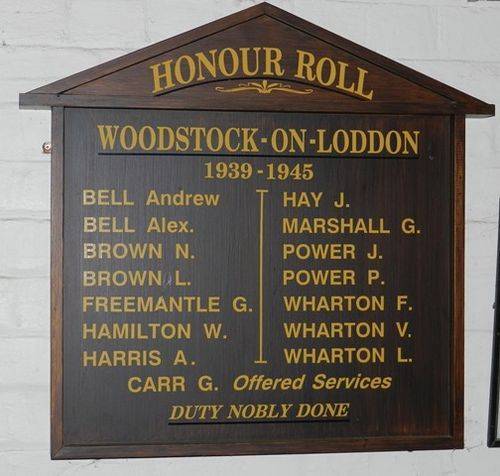 HONOUR ROLL
WOODSTOCK-ON-LODDON
1939-1945
BELL Andrew
BELL Alex.
BROWN N.
BROWN L.
FREEMANTLE G.
HAMILTON W.
HARRIS A.
HAY J.
MARSHALL G.
POWER J.
POWER P.
WHARTON F.
WHARTON V.
WHARTON L.
CARR G. Offered Services
DUTY NOBLY DONE